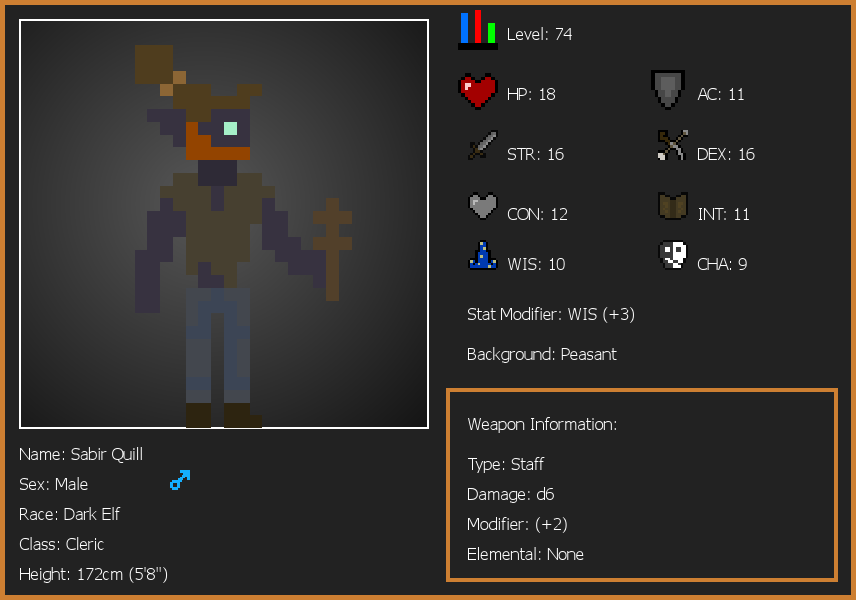 Level: 74
HP: 18
AC: 11
STR: 16
DEX: 16
CON: 12
INT: 11
WIS: 10
CHA: 9
Stat Modifier: WIS (+3)
Background: Peasant
Weapon Information:
Type: Staff
Damage: d6
Modifier: (+2)
Elemental: None
Name: Sabir Quill
Sex: Male
Race: Dark Elf
Class: Cleric
Height: 172cm (5'8")